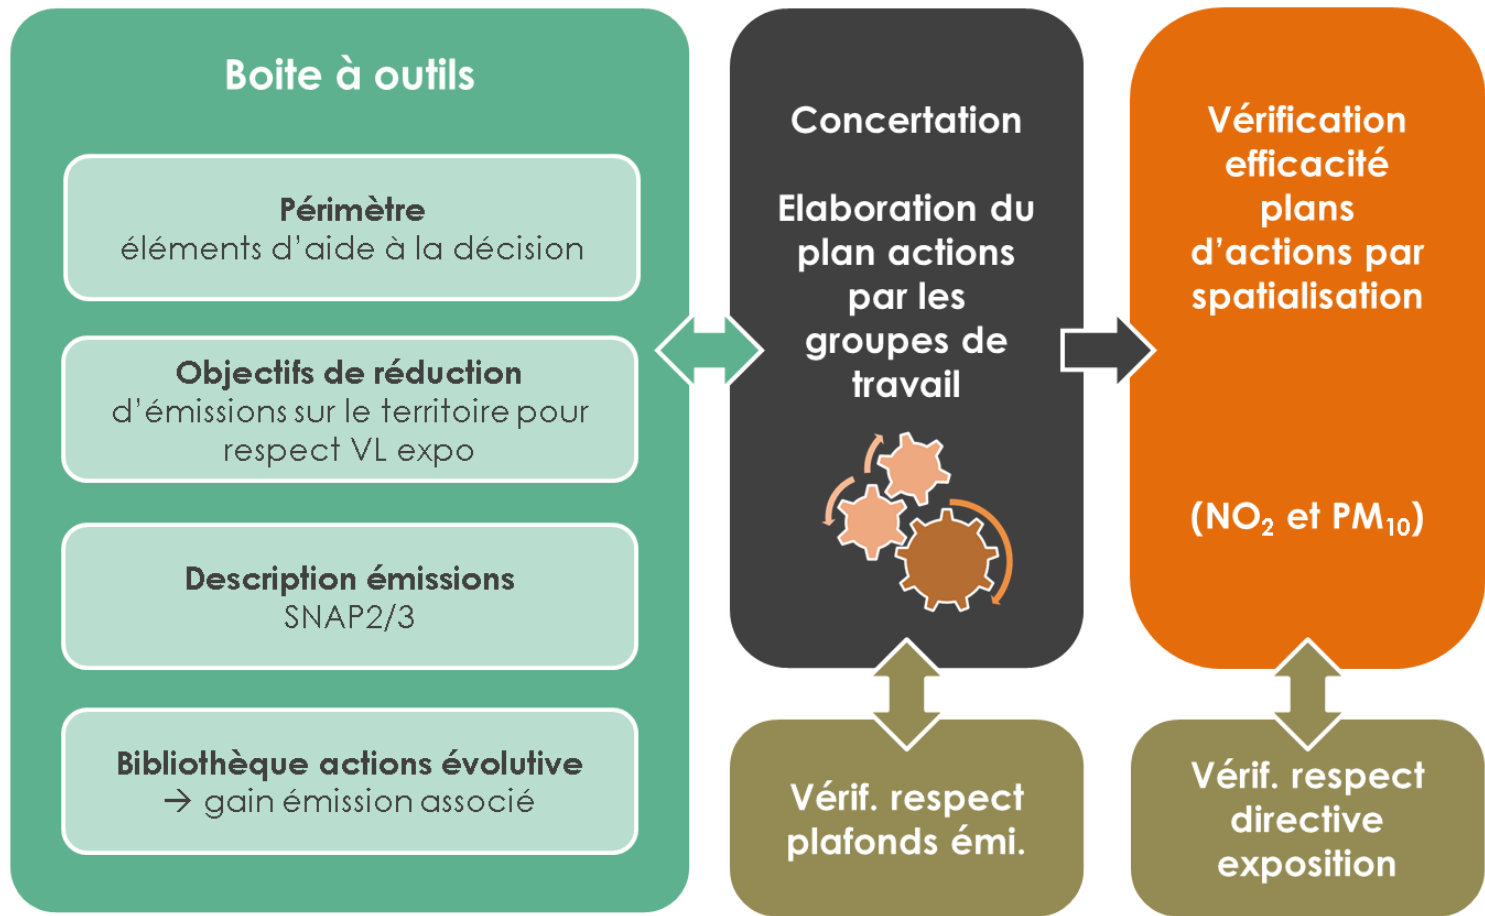 Boite à outils
Périmètre
éléments d’aide à la décision
Objectifs de réduction
d’émissions sur le territoire pour
respect VL expo
Description émissions
SNAP2/3
Bibliothèque actions évolutive
→ gain émission associé
Concertation
Elaboration du
plan actions
par les
groupes de
travail
Vérif. respect
plafonds émi.
Vérification
efficacité
plans
d’actions par
spatialisation
(NO₂ et PM₁₀)
Vérif. respect
directive
exposition